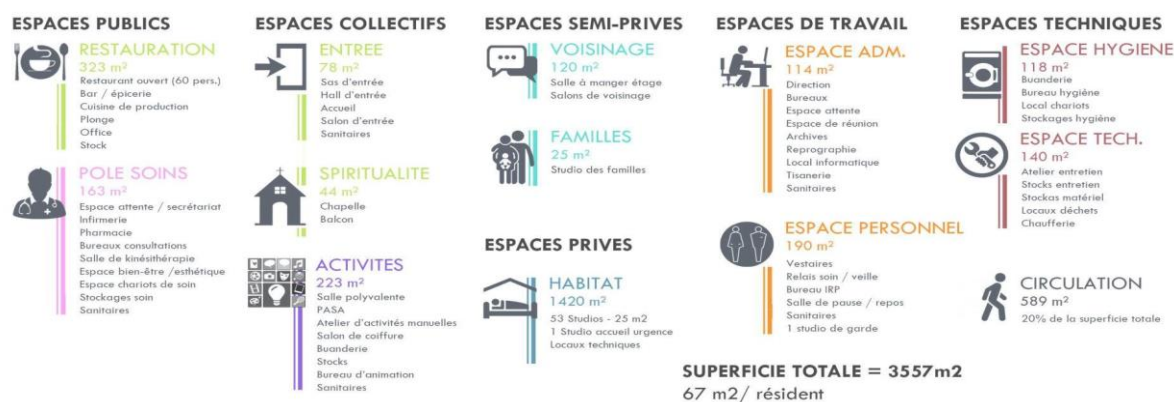 ESPACES PUBLICS
RESTAURATION
323 m²
Restaurant ouvert (60 pers.)
Bar / épicerie
Cuisine de production
Plonge
Office
Stock
POLE SOINS
163 m²
Espace attente / secrétariat
Infirmerie
Pharmacie
Bureaux consultations
Salle de kinésithérapie
Espace bien-être /esthétique
Espace chariots de soin
Stockages soin
Sanitaires
ESPACES COLLECTIFS
ENTREE
78 m²
Sas d'entrée
Hall d'entrée
Accueil
Salon d'entrée
Sanitaires
SPIRITUALITE
44 m²
Chapelle
Balcon
ACTIVITES
223 m²
Salle polyvalente
PASA
Atelier d'activités manuelles
Salon de coiffure
Buanderie
Stocks
Bureau d'animation
Sanitaires
ESPACES SEMI-PRIVES
VOISINAGE
120 m²
Salle à manger étage
Salons de voisinage
FAMILLES
25 m²
Studio des familles
ESPACES PRIVES
HABITAT
1420 m²
53 Studios - 25 m2
1 Studio accueil urgence
Locaux techniques
ESPACES DE TRAVAIL
ESPACE ADM.
114 m²
Direction
Bureaux
Espace attente
Espace de réunion
Archives
Reprographie
Local informatique
Tisanerie
Sanitaires
ESPACE PERSONNEL
190 m²
Vestaires
Relais soin / veille
Bureau IRP
Salle de pause / repos
Sanitaires
1 studio de garde
ESPACES TECHNIQUES
ESPACE HYGIENE
118 m²
Buanderie
Bureau hygiène
Local chariots
Stockages hygiène
ESPACE TECH.
140 m²
Atelier entretien
Stocks entretien
Stockas matériel
Locaux déchets
Chaufferie
CIRCULATION
589 m²
20% de la superficie totale
SUPERFICIE TOTALE = 3557m2
67 m2/ résident